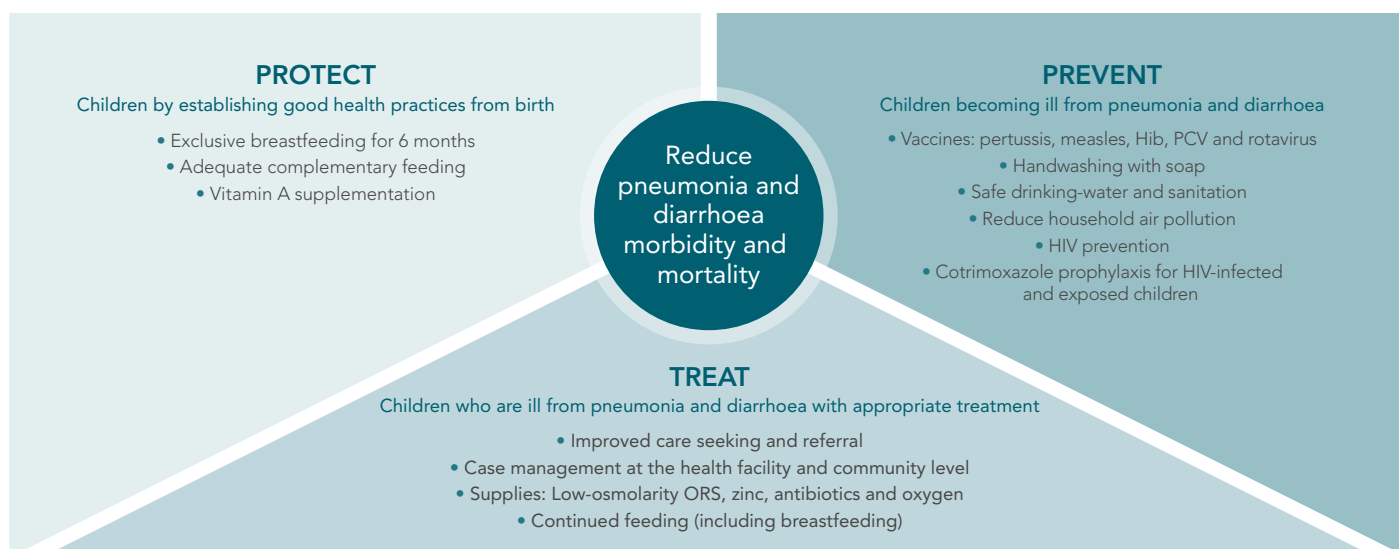 PROTECT
Children by establishing good health practices from birth
• Exclusive breastfeeding for 6 months
• Adequate complementary feeding
• Vitamin A supplementation
Reduce
pneumonia and
diarrhoea
morbidity and
mortality
PREVENT
Children becoming ill from pneumonia and diarrhoea
• Vaccines: pertussis, measles, Hib, PCV and rotavirus
• Handwashing with soap
• Safe drinking-water and sanitation
• Reduce household air pollution
• HIV prevention
• Cotrimoxazole prophylaxis for HIV-infected
and exposed children
TREAT
Children who are ill from pneumonia and diarrhoea with appropriate treatment
• Improved care seeking and referral
• Case management at the health facility and community level
• Supplies: Low-osmolarity ORS, zinc, antibiotics and oxygen
• Continued feeding (including breastfeeding)